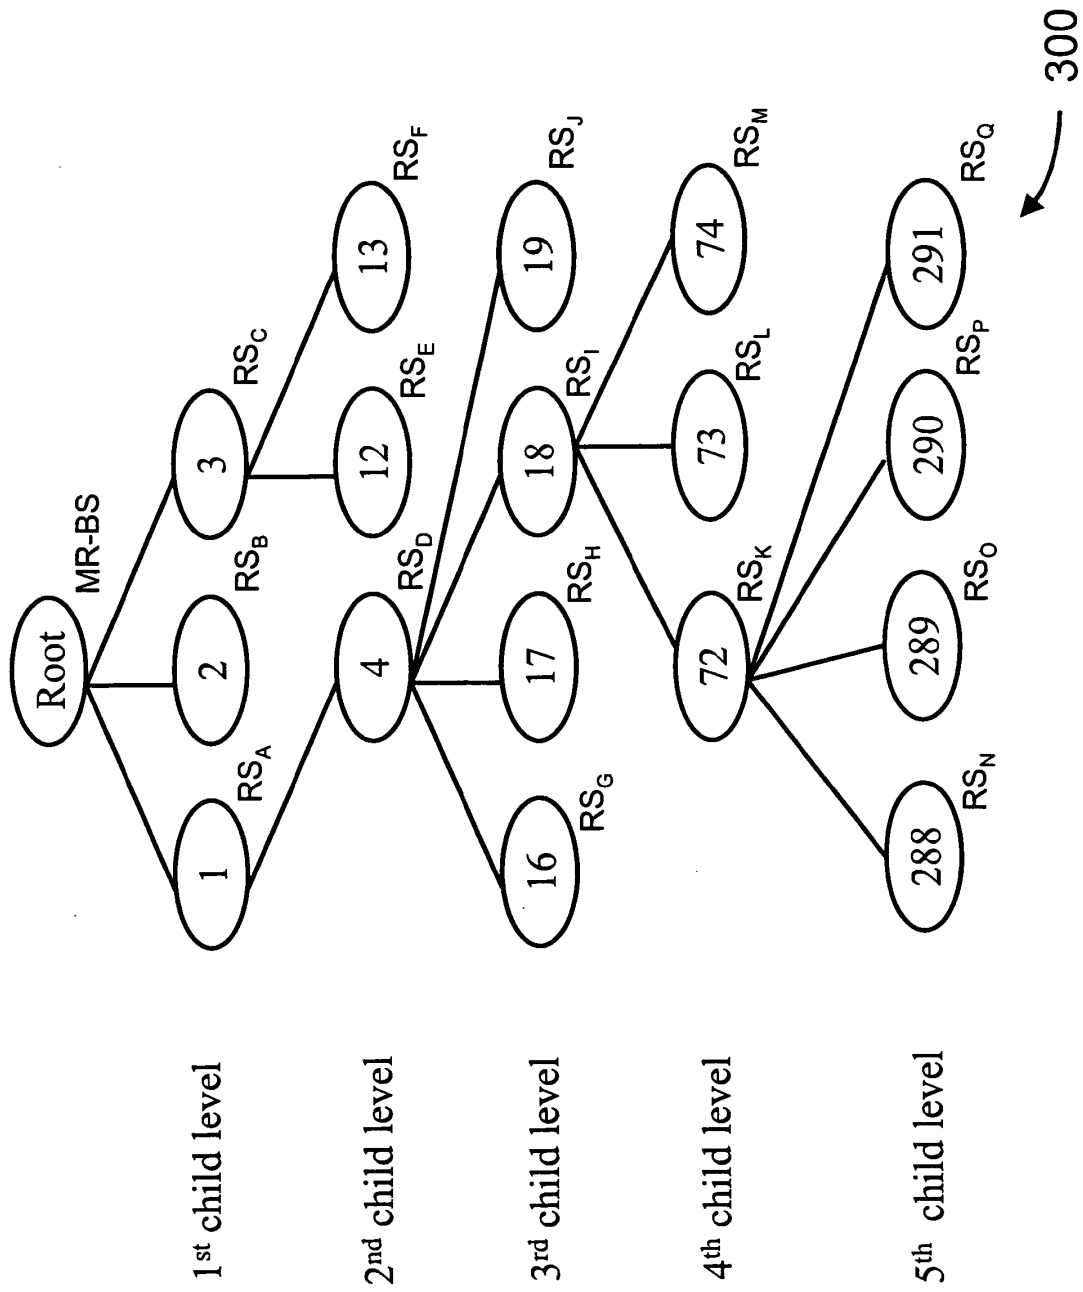 Root
MR-BS
1st child level
1
2
3
RSA
RSB
RSC
2nd child level
4
12
13
RSD
RSE
RSF
3rd child level
16
17
18
19
RSG
RSH
RSI
RSJ
4th child level
72
73
74
RSK
RSL
RSM
5th child level
288
289
290
291
RSN
RSO
RSP
RSQ
300